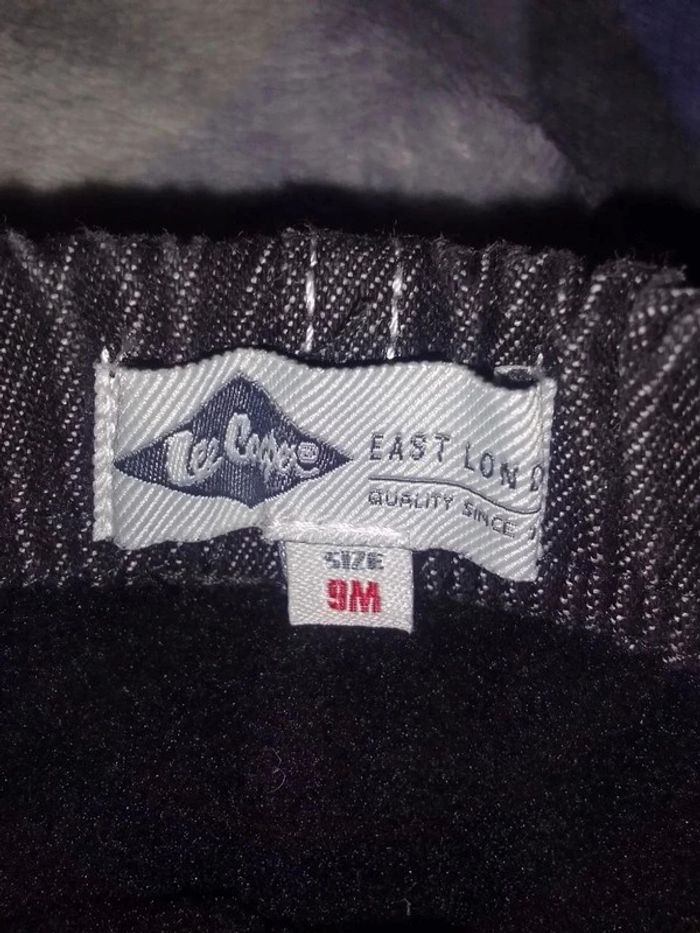 Lee Cooper®
EAST LOND
QUALITY SINCE
SIZE
9M